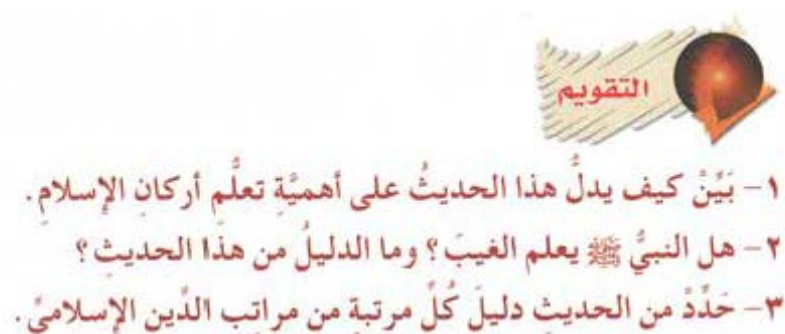 التقويم
١- بَيِّنْ كيف يدلُّ هذا الحديثُ على أهميَّةِ تعلُّمِ أركانِ الإسلامِ.
٢- هل النبيُّ ﷺ يعلم الغيبَ؟ وما الدليلُ من هذا الحديثِ؟
٣- حَدِّدْ من الحديثِ دليلَ كُلِّ مرتبةٍ من مراتبِ الدِّينِ الإسلاميِّ.